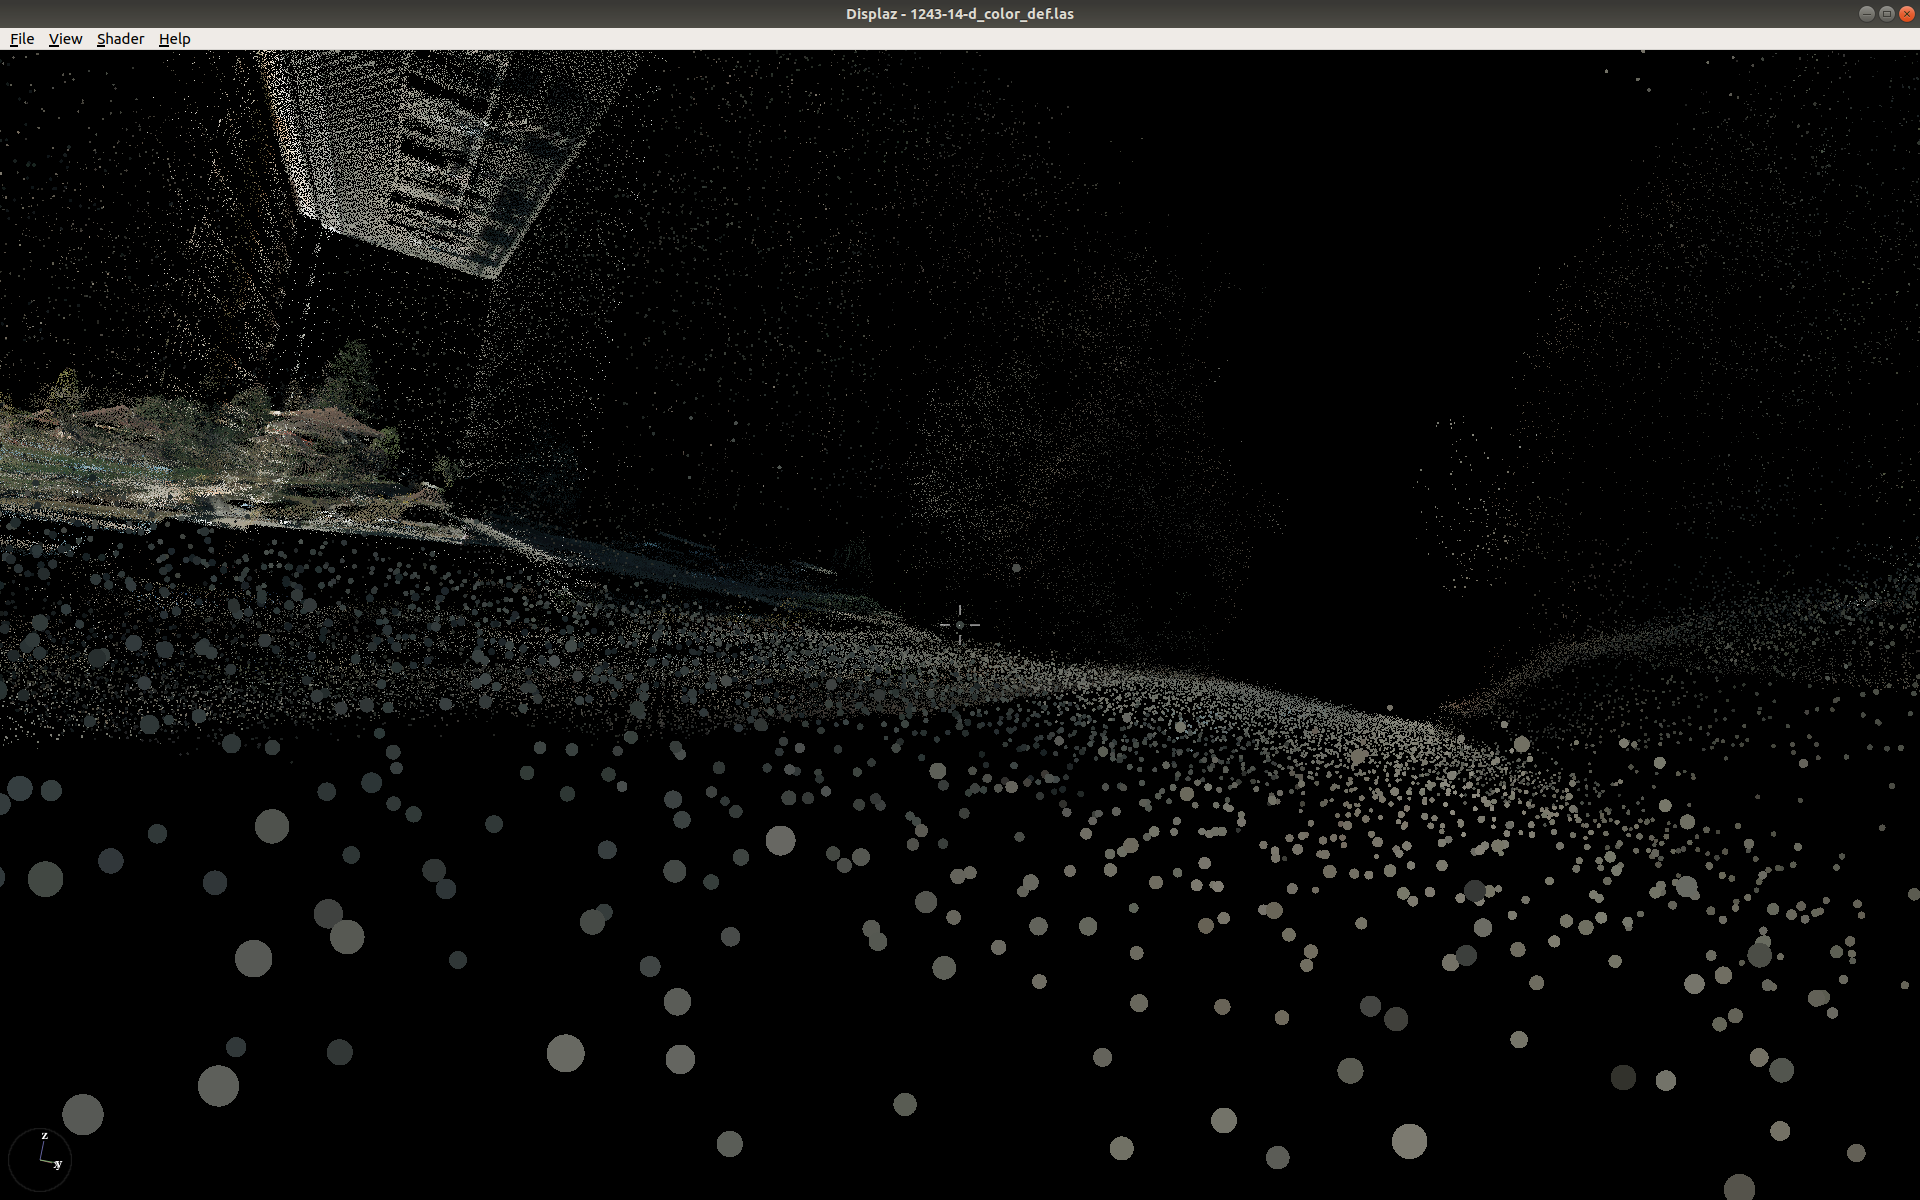 Displaz - 1243-14-d_color_def.las
File View Shader Help
z